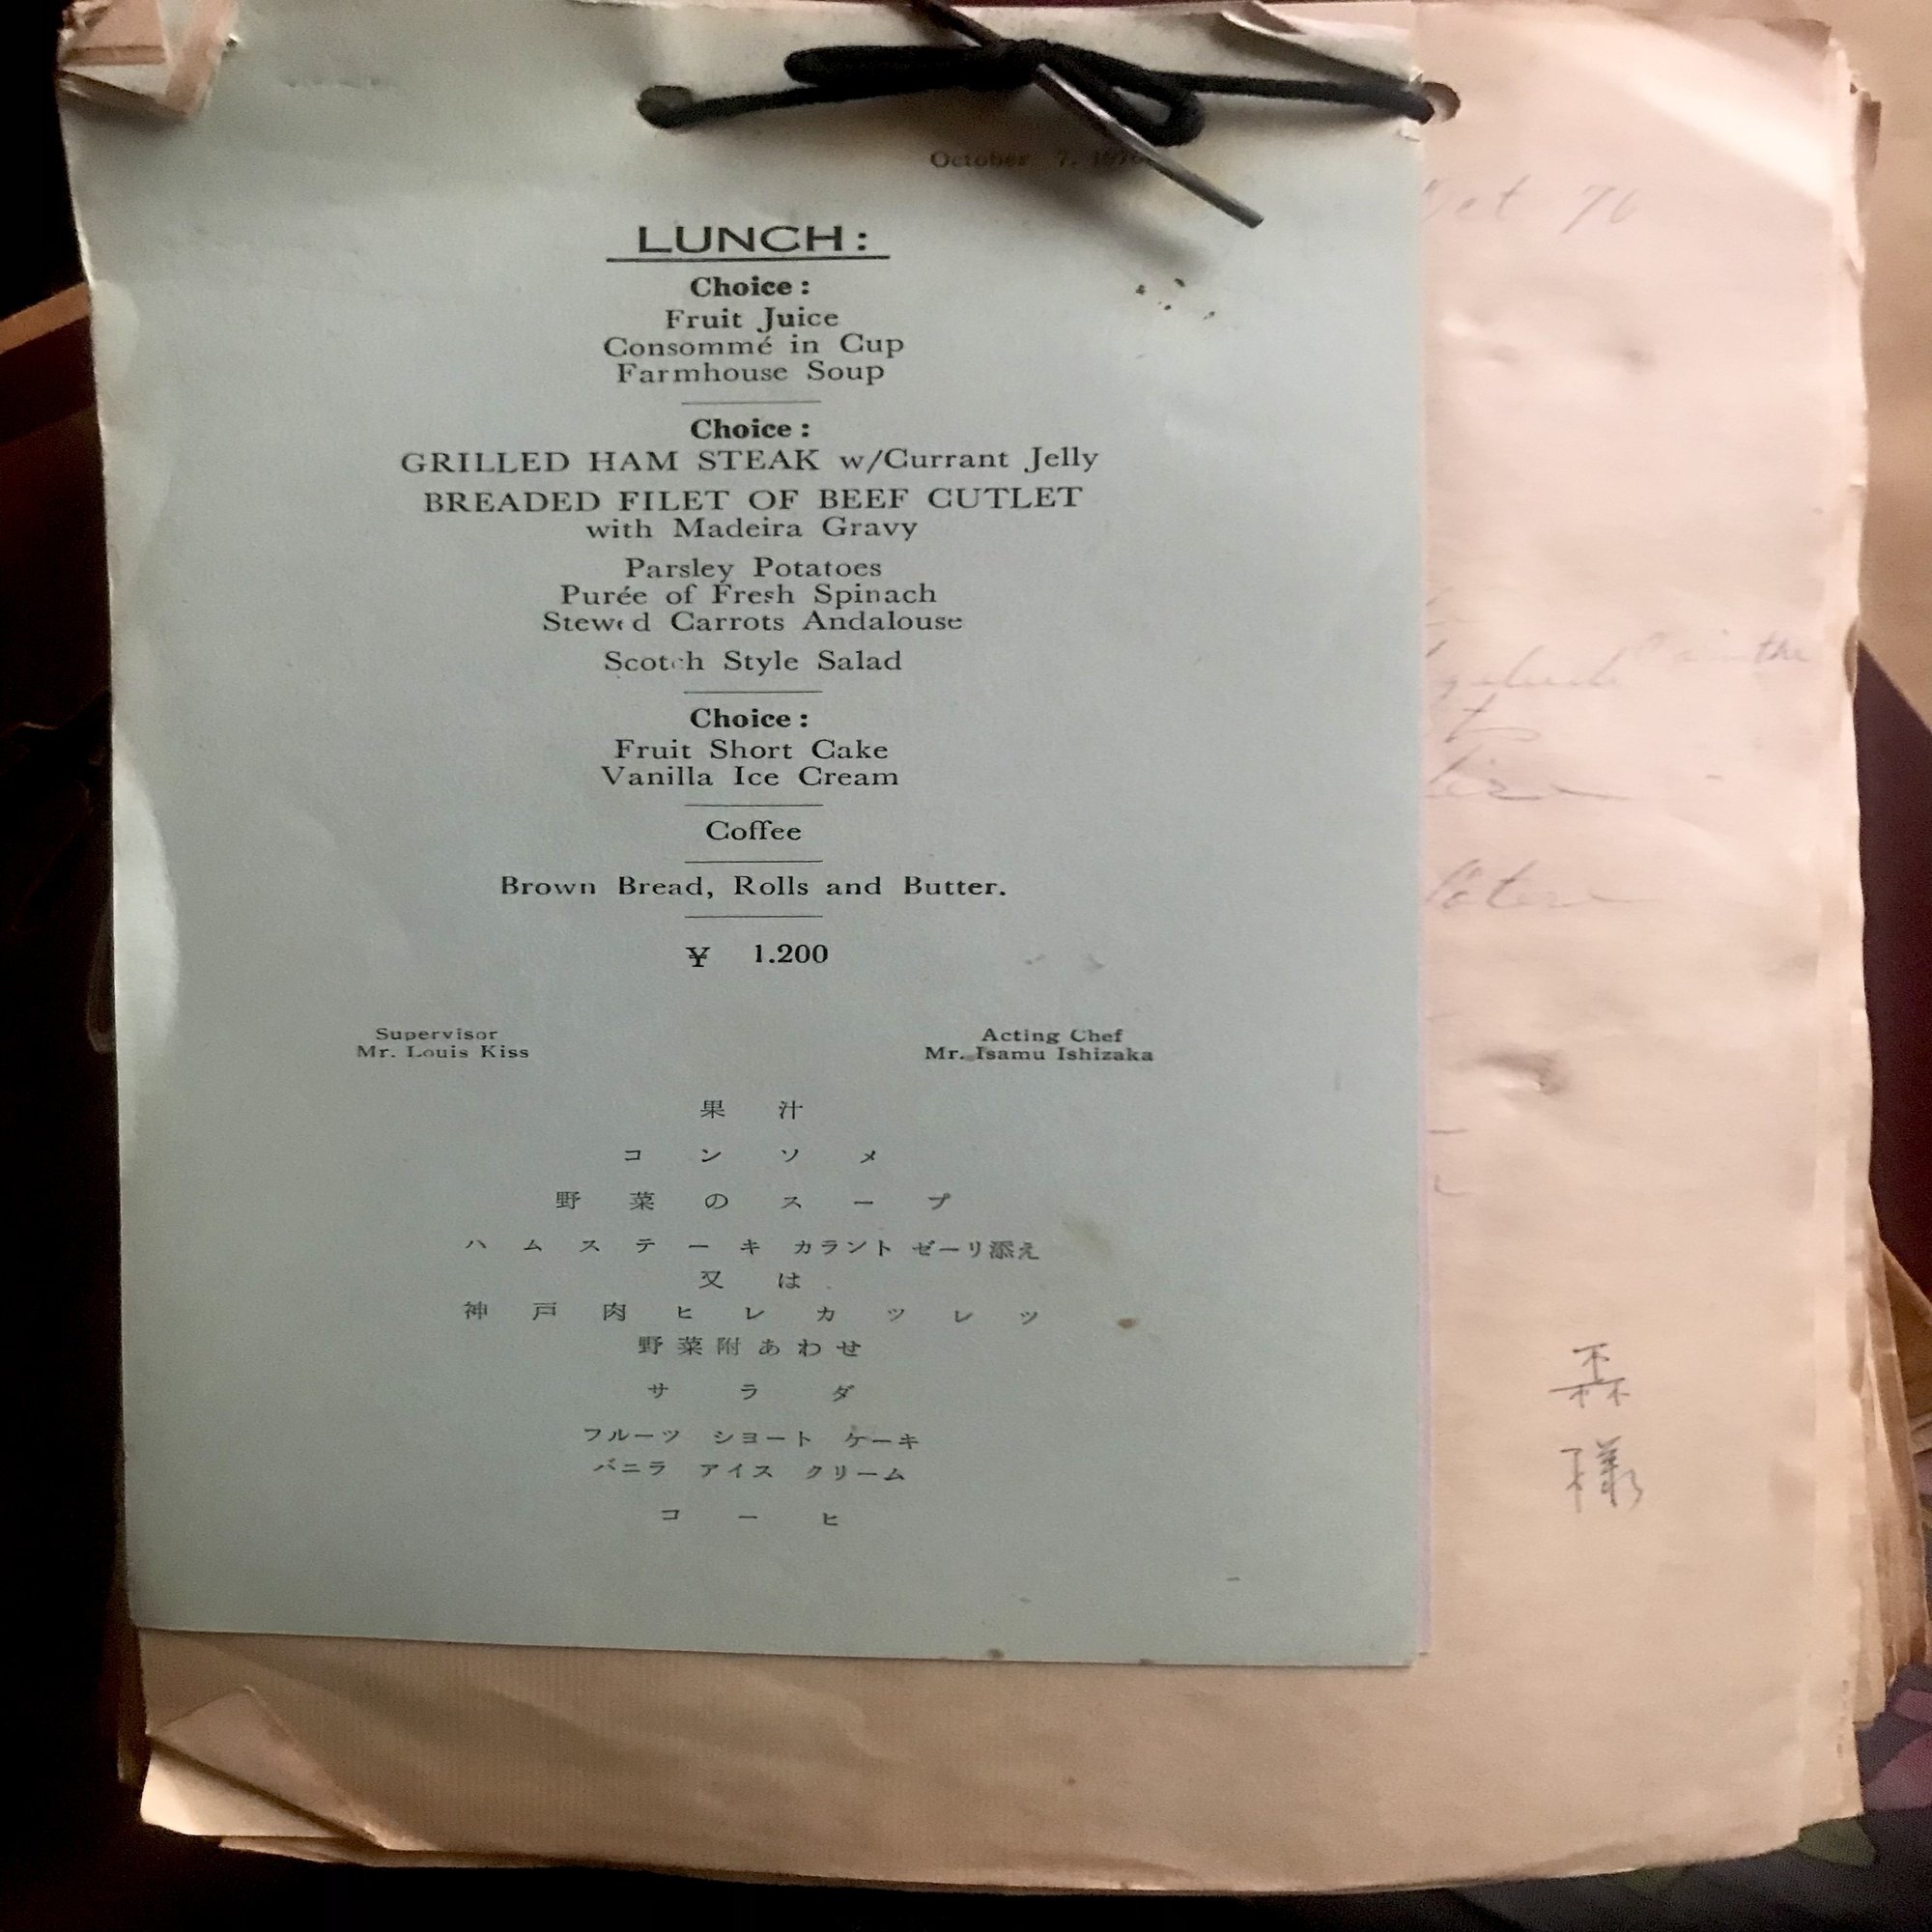 October 7, 1970
LUNCH:
Choice:
Fruit Juice
Consommé in Cup
Farmhouse Soup
Choice:
GRILLED HAM STEAK w/Currant Jelly
BREADED FILET OF BEEF CUTLET
with Madeira Gravy
Parsley Potatoes
Purée of Fresh Spinach
Stewed Carrots Andalouse
Scotch Style Salad
Choice:
Fruit Short Cake
Vanilla Ice Cream
Coffee
Brown Bread, Rolls and Butter.
¥ 1.200
Supervisor
Mr. Louis Kiss
Acting Chef
Mr. Isamu Ishizaka
果汁
コンソメ
野菜のスープ
ハムステーキ カラント ゼーリ添え
又は
神戸肉ヒレカツレツ
野菜附あわせ
サラダ
フルーツ ショート ケーキ
バニラ アイス クリーム
コーヒ
in the
森
様